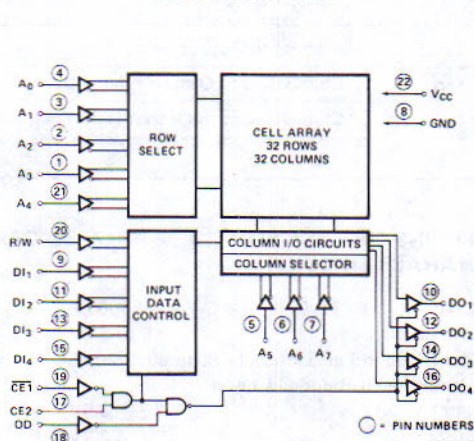 A0 4
A1 3
A2 2
A3 1
A4 21
R/W 20
DI1 9
DI2 11
DI3 13
DI4 15
CE1 19
CE2 17
OD 18
ROW
SELECT
INPUT
DATA
CONTROL
CELL ARRAY
32 ROWS
32 COLUMNS
COLUMN I/O CIRCUITS
COLUMN SELECTOR
5 6 7
A5 A6 A7
22 VCC
8 GND
10 DO1
12 DO2
14 DO3
16 DO4
= PIN NUMBERS